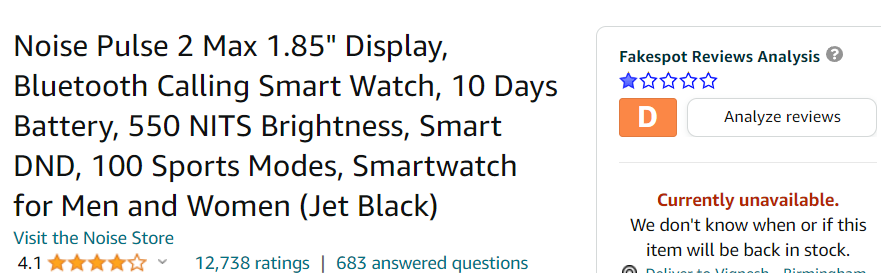 Noise Pulse 2 Max 1.85" Display,
Bluetooth Calling Smart Watch, 10 Days
Battery, 550 NITS Brightness, Smart
DND, 100 Sports Modes, Smartwatch
for Men and Women (Jet Black)
Visit the Noise Store
4.1
12,738 ratings | 683 answered questions
Fakespot Reviews Analysis ?
D Analyze reviews
Currently unavailable.
We don't know when or if this
item will be back in stock.
Deliver to Vignesh - Birmingham